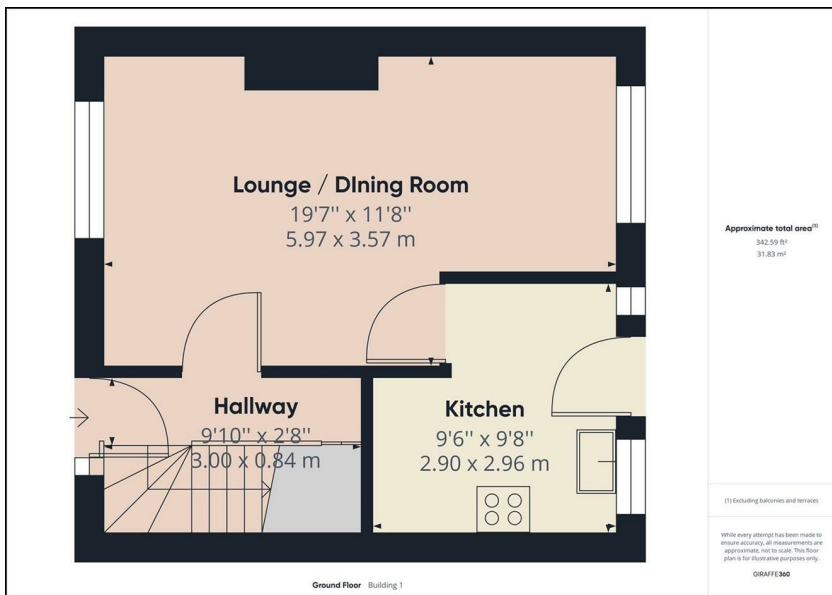 Lounge / DIning Room
19'7" x 11'8"
5.97 x 3.57 m
Hallway
9'10" x 2'8"
3.00 x 0.84 m
Kitchen
9'6" x 9'8"
2.90 x 2.96 m
Ground Floor Building 1
Approximate total area(1)
342.59 ft²
31.83 m²
(1) Excluding balconies and terraces
While every attempt has been made to
ensure accuracy, all measurements are
approximate, not to scale. This floor
plan is for illustrative purposes only.
GIRAFFE360